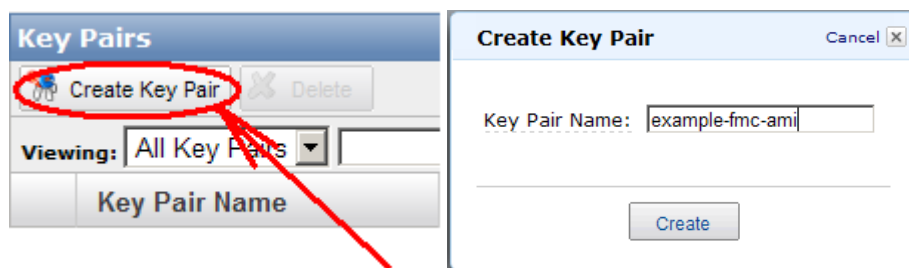 Key Pairs
Create Key Pair Delete
Viewing: All Key Pairs
Key Pair Name
Create Key Pair Cancel
Key Pair Name: example-fmc-ami
Create